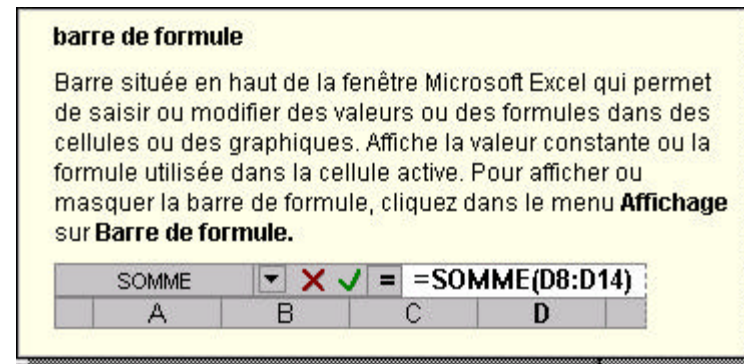 barre de formule
Barre située en haut de la fenêtre Microsoft Excel qui permet
de saisir ou modifier des valeurs ou des formules dans des
cellules ou des graphiques. Affiche la valeur constante ou la
formule utilisée dans la cellule active. Pour afficher ou
masquer la barre de formule, cliquez dans le menu Affichage
sur Barre de formule.
SOMME = =SOMME(D8:D14)
A B C D